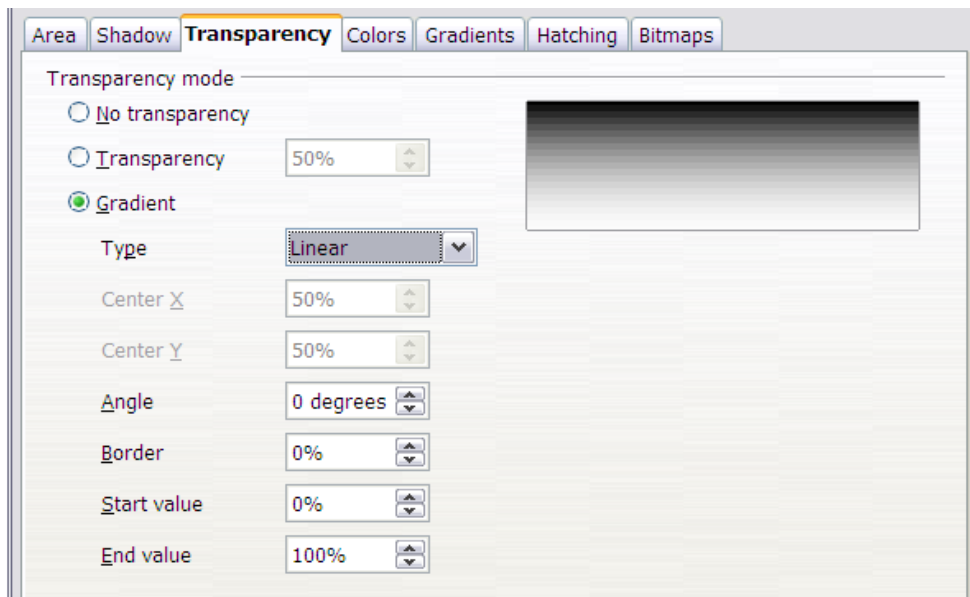 Area Shadow Transparency Colors Gradients Hatching Bitmaps
Transparency mode
No transparency
Transparency 50%
Gradient
Type Linear
Center X 50%
Center Y 50%
Angle 0 degrees
Border 0%
Start value 0%
End value 100%